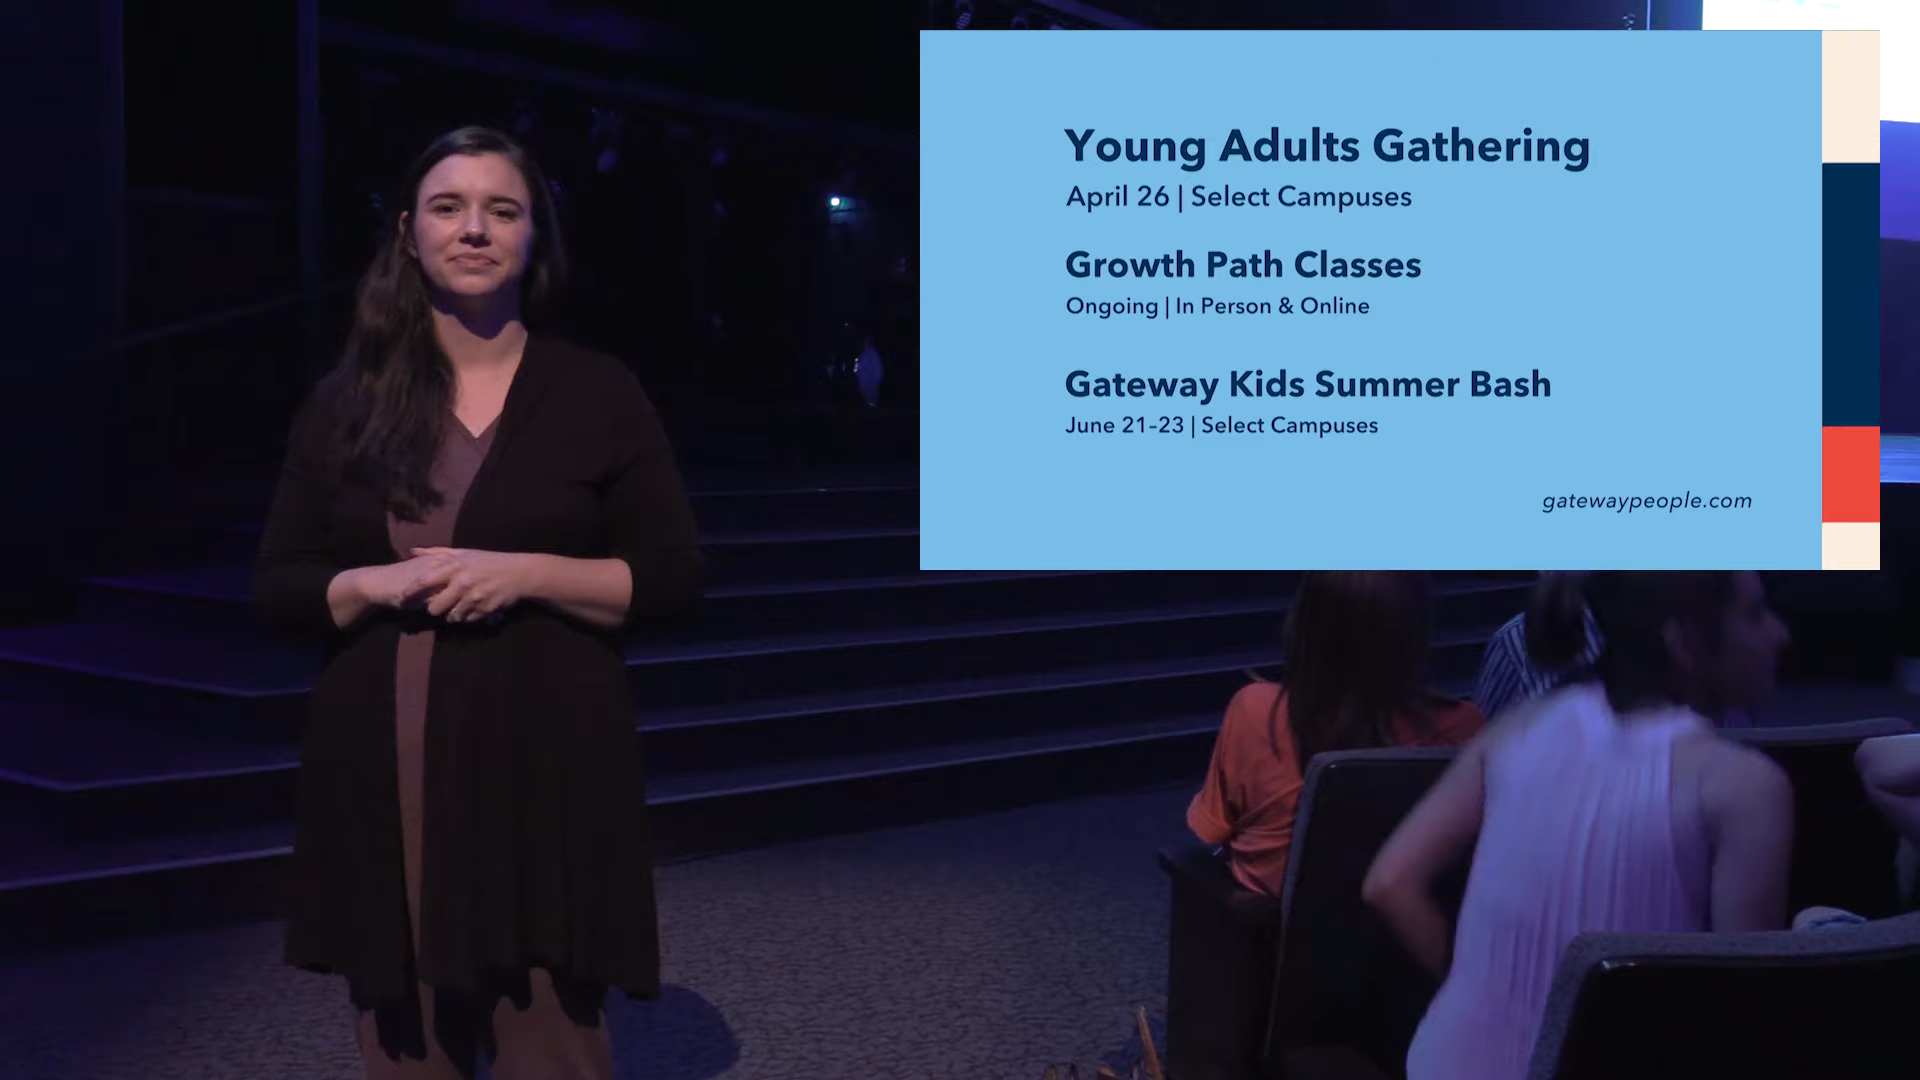 Young Adults Gathering
April 26 | Select Campuses
Growth Path Classes
Ongoing | In Person & Online
Gateway Kids Summer Bash
June 21–23 | Select Campuses
gatewaypeople.com